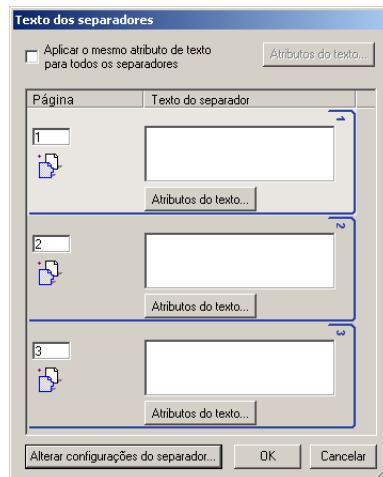 Texto dos separadores
Aplicar o mesmo atributo de texto
para todos os separadores
Atributos do texto...
Página Texto do separador
1
1
Atributos do texto...
2
2
Atributos do texto...
3
3
Atributos do texto...
Alterar configurações do separador... OK Cancelar